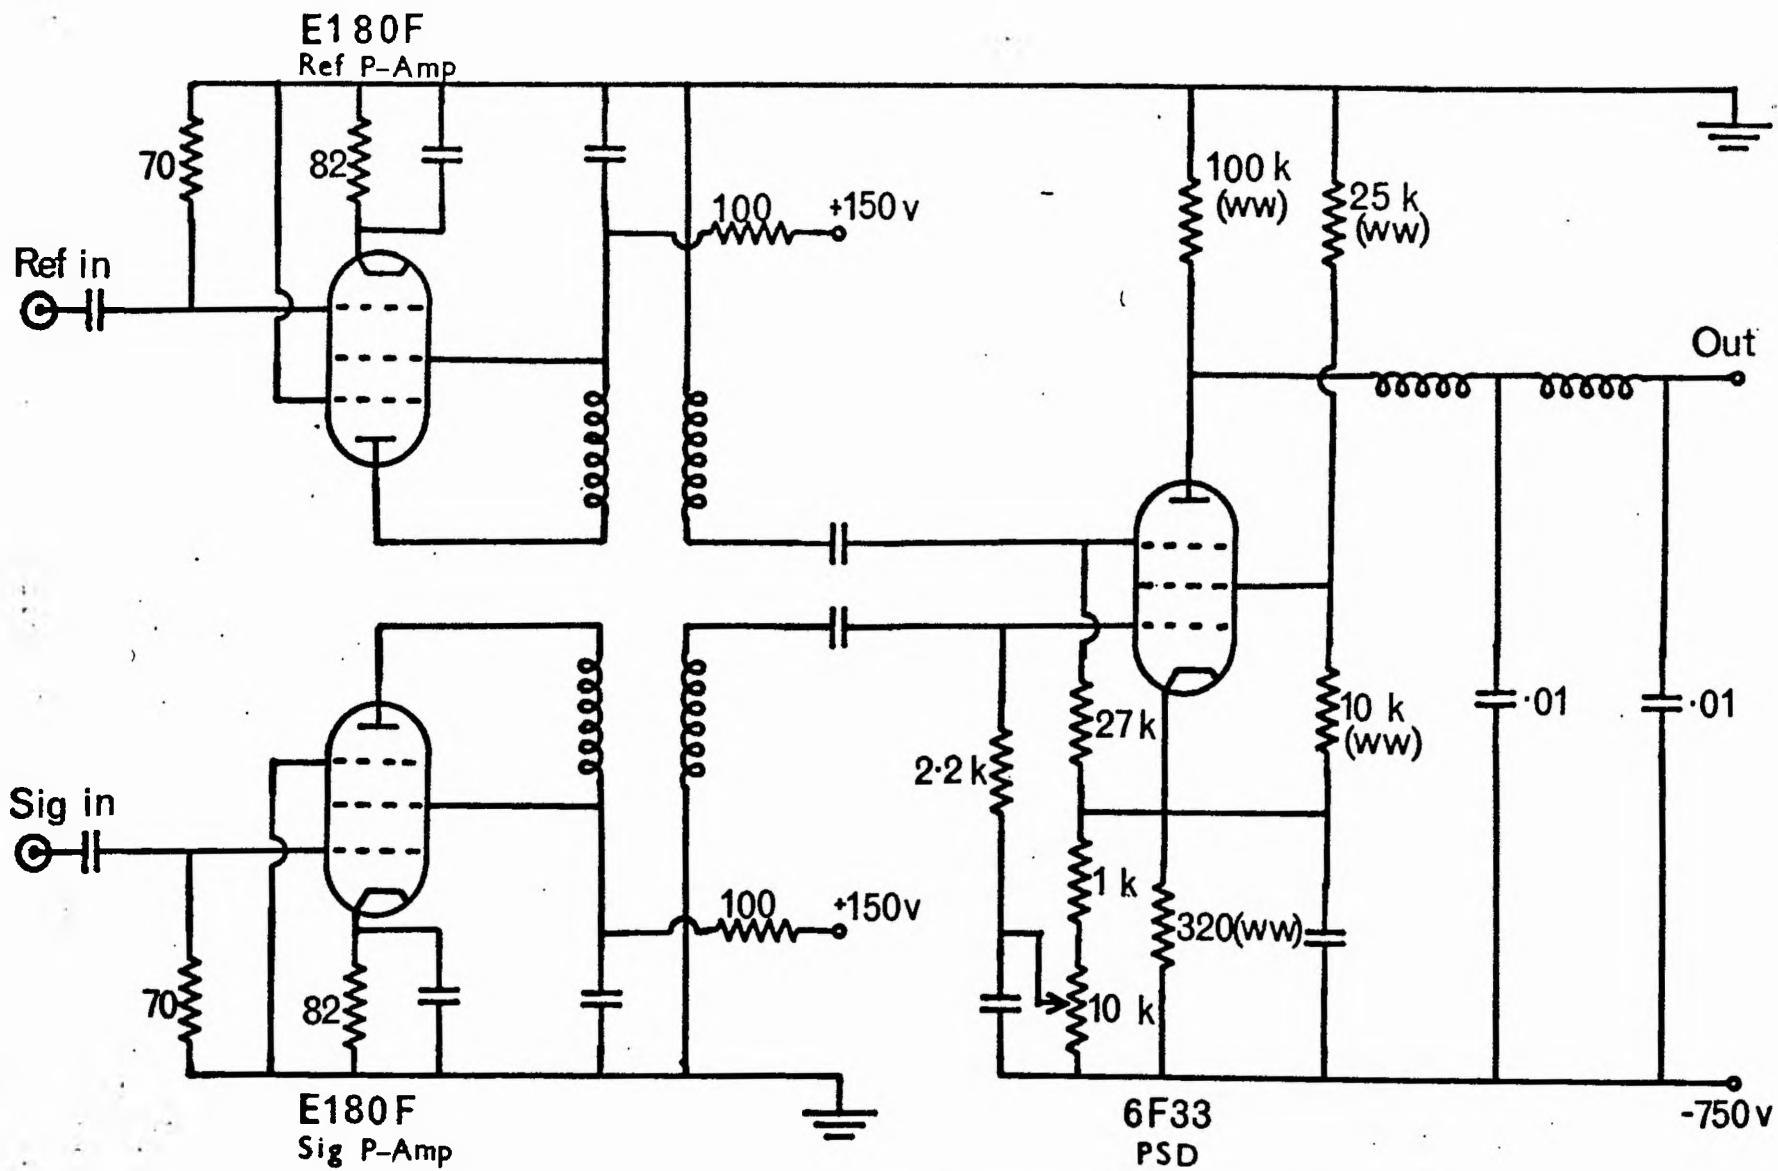 E180F
Ref P-Amp
70
82
100
+150v
100 k
(ww)
25 k
(ww)
Ref in
Out
Sig in
2·2 k
27 k
10 k
(ww)
·01
·01
1 k
100
+150v
320(ww)
70
82
10 k
E180F
Sig P-Amp
6F33
PSD
-750v